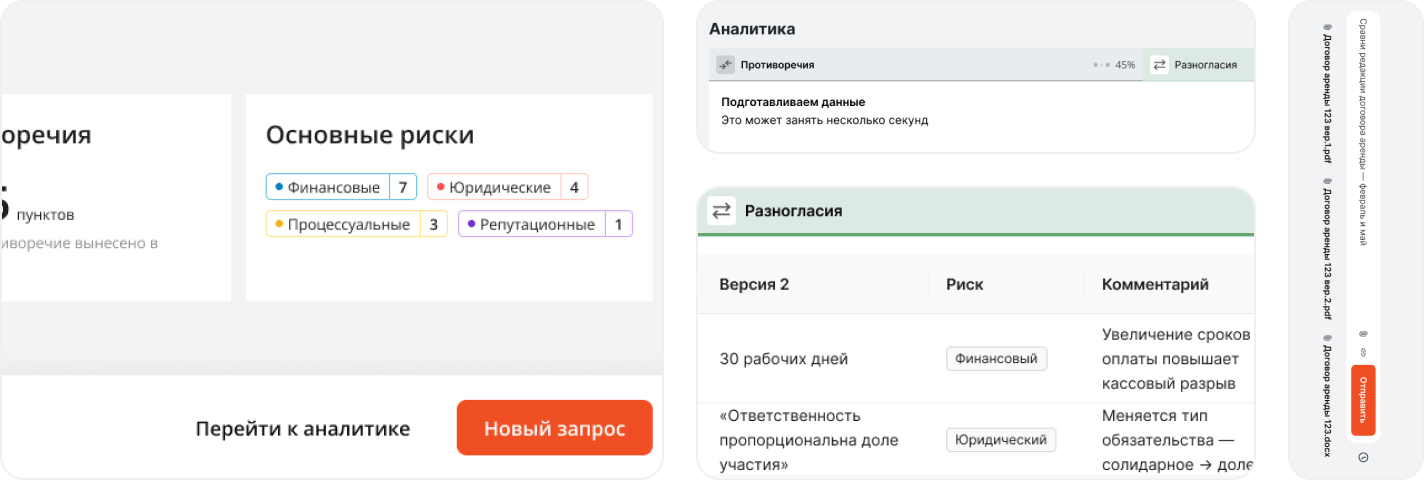 оречия
5 пунктов
иворечие вынесено в
Основные риски
Финансовые 7
Юридические 4
Процессуальные 3
Репутационные 1
Перейти к аналитике
Новый запрос
Аналитика
Противоречия
45%
Разногласия
Подготавливаем данные
Это может занять несколько секунд
Разногласия
Версия 2
Риск
Комментарий
30 рабочих дней
Финансовый
Увеличение сроков
оплаты повышает
кассовый разрыв
«Ответственность
пропорциональна доле
участия»
Юридический
Меняется тип
обязательства —
солидарное → доле
Сравни редакции договора аренды — февраль и май
Отправить
Договор аренды 123 вер.1.pdf
Договор аренды 123 вер.2.pdf
Договор аренды 123.docx